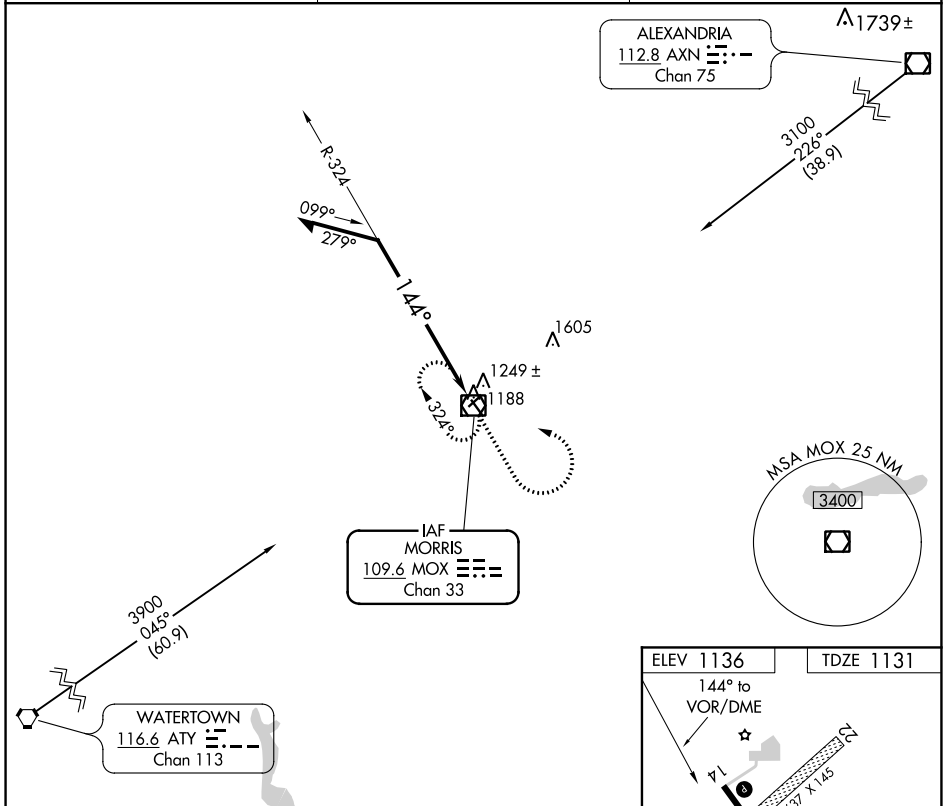 1739±
ALEXANDRIA
112.8 AXN
Chan 75
3100
226°
(38.9)
R-324
099°
279°
144°
1605
1249 ±
1188
324°
MSA MOX 25 NM
3400
IAF
MORRIS
109.6 MOX
Chan 33
3900
045°
(60.9)
WATERTOWN
116.6 ATY
Chan 113
ELEV 1136
TDZE 1131
144° to
VOR/DME
14
22
P
X 145